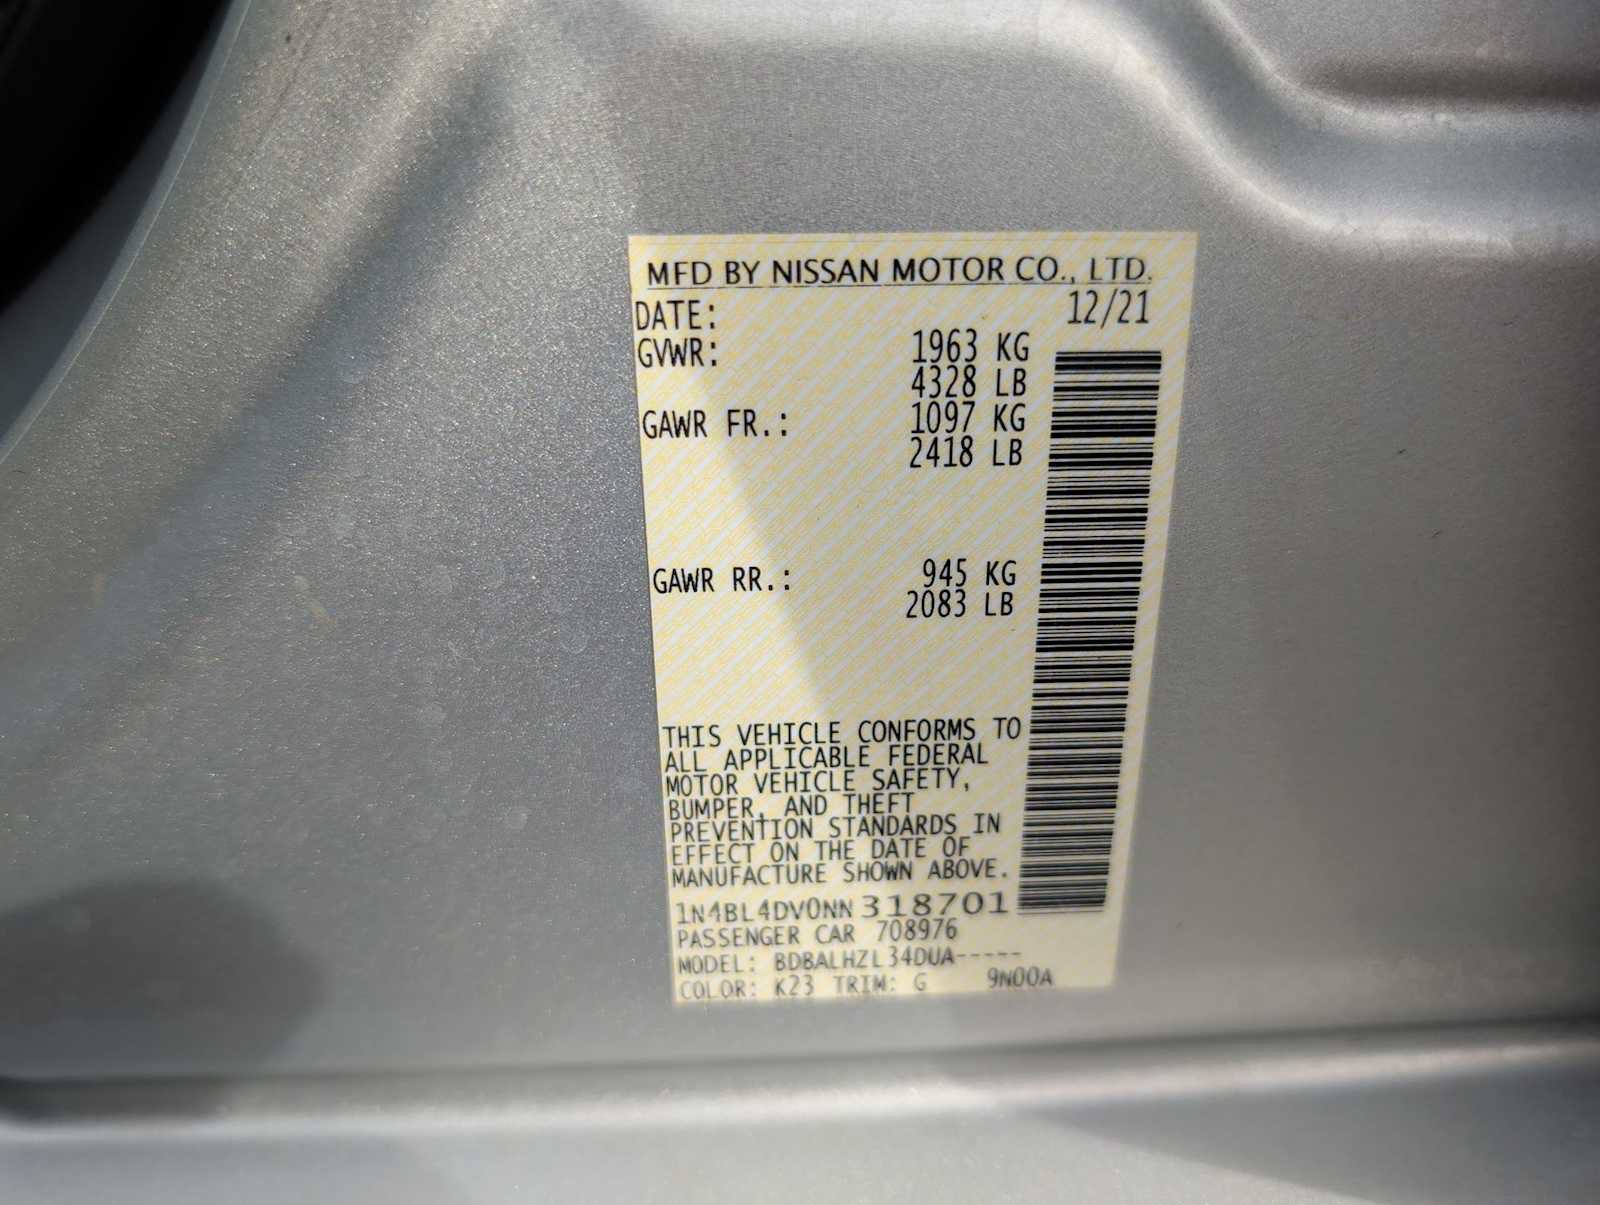 MFD BY NISSAN MOTOR CO., LTD.
DATE: 12/21
GVWR: 1963 KG
4328 LB
GAWR FR.: 1097 KG
2418 LB
GAWR RR.: 945 KG
2083 LB
THIS VEHICLE CONFORMS TO
ALL APPLICABLE FEDERAL
MOTOR VEHICLE SAFETY,
BUMPER, AND THEFT
PREVENTION STANDARDS IN
EFFECT ON THE DATE OF
MANUFACTURE SHOWN ABOVE.
1N4BL4DV0NN318701
PASSENGER CAR 708976
MODEL: BDBALHZL34DUA-----
COLOR: K23 TRIM: G 9N00A